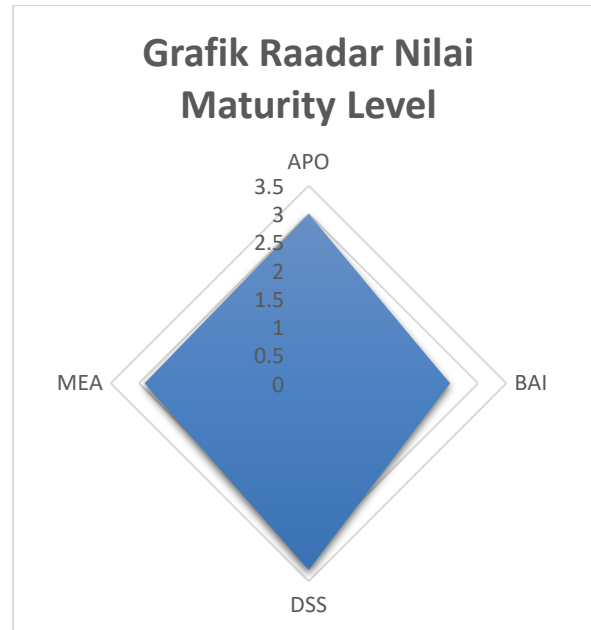 Grafik Raadar Nilai
Maturity Level
APO
3.5
3
2.5
2
1.5
1
0.5
0
MEA
BAI
DSS